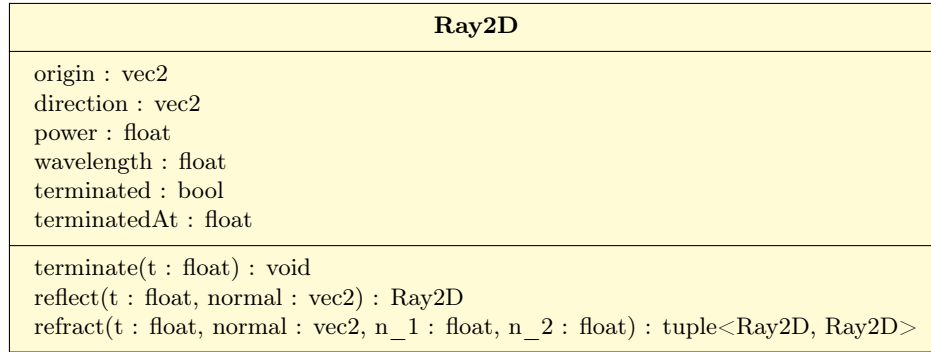 Ray2D
origin : vec2
direction : vec2
power : float
wavelength : float
terminated : bool
terminatedAt : float
terminate(t : float) : void
reflect(t : float, normal : vec2) : Ray2D
refract(t : float, normal : vec2, n_1 : float, n_2 : float) : tuple<Ray2D, Ray2D>